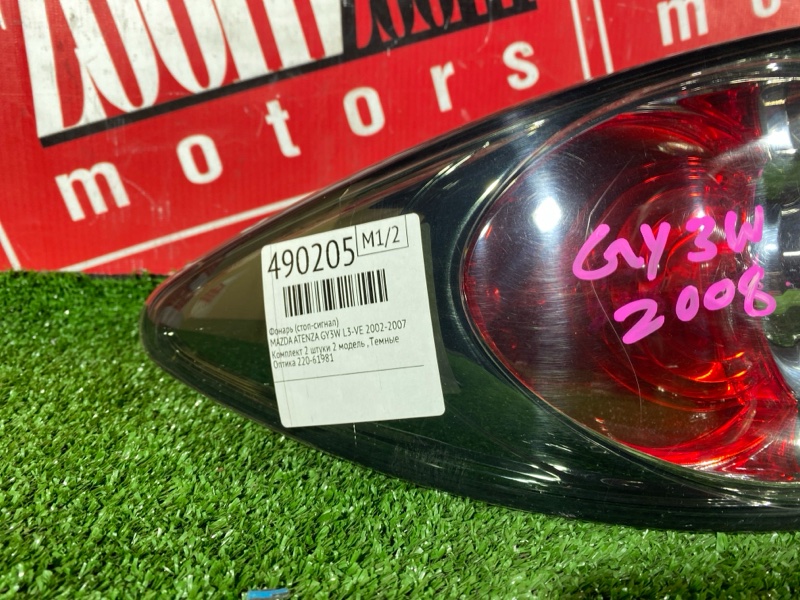 motors
m
490205 M1/2
Фонарь (стоп-сигнал)
MAZDA ATENZA GY3W L3-VE 2002-2007
Комплект 2 штуки 2 модель ,Темные
Оптика 220-61981
GY3W
2008